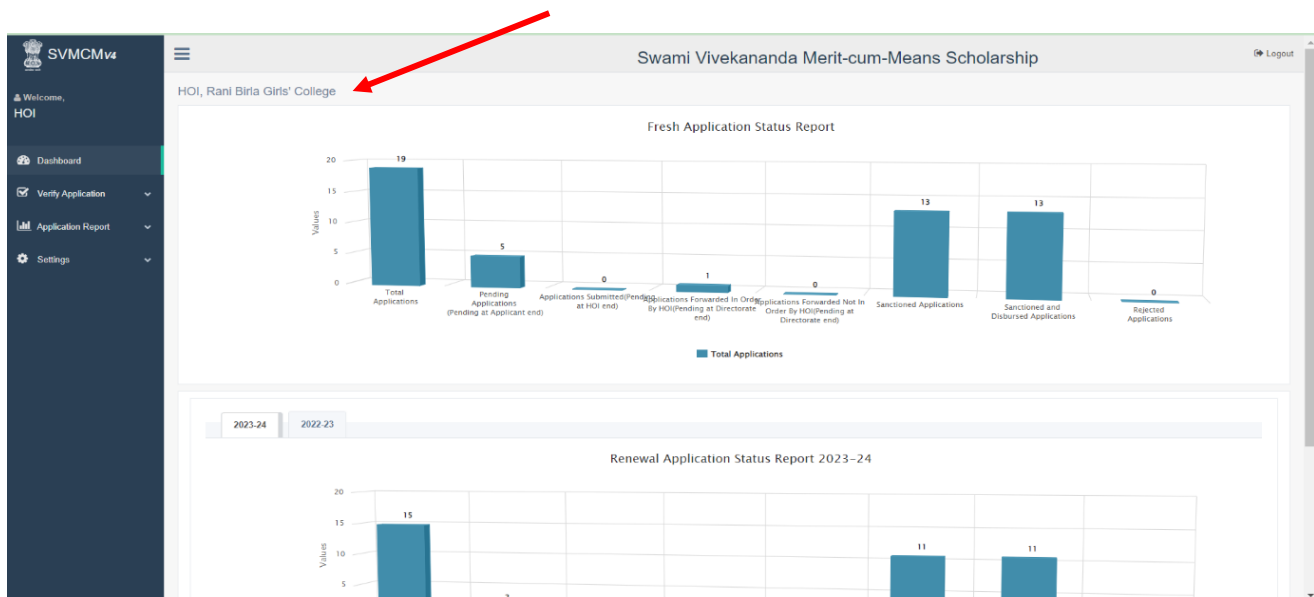 SVMCMV4
Swami Vivekananda Merit-cum-Means Scholarship
Logout
Welcome,
HOI
HOI, Rani Birla Girls' College
Dashboard
Verify Application
Application Report
Settings
Fresh Application Status Report
Values
20
15
10
5
0
19
5
0
1
0
13
13
0
Total
Applications
Pending
Applications
(Pending at Applicant end)
Applications Submitted(Pending
at HOI end)
Applications Forwarded In Order
By HOI(Pending at Directorate
end)
Applications Forwarded Not In
Order By HOI(Pending at
Directorate end)
Sanctioned Applications
Sanctioned and
Disbursed Applications
Rejected
Applications
Total Applications
2023-24
2022-23
Renewal Application Status Report 2023-24
Values
20
15
10
5
15
11
11